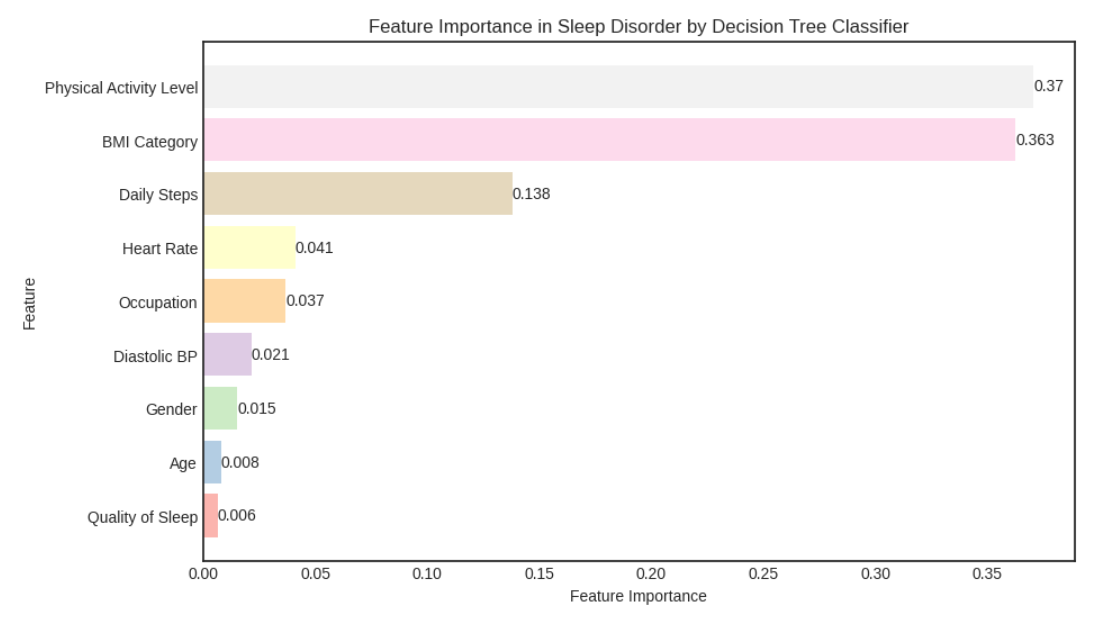 Feature Importance in Sleep Disorder by Decision Tree Classifier
Physical Activity Level 0.37
BMI Category 0.363
Daily Steps 0.138
Heart Rate 0.041
Occupation 0.037
Diastolic BP 0.021
Gender 0.015
Age 0.008
Quality of Sleep 0.006
Feature
0.00 0.05 0.10 0.15 0.20 0.25 0.30 0.35
Feature Importance